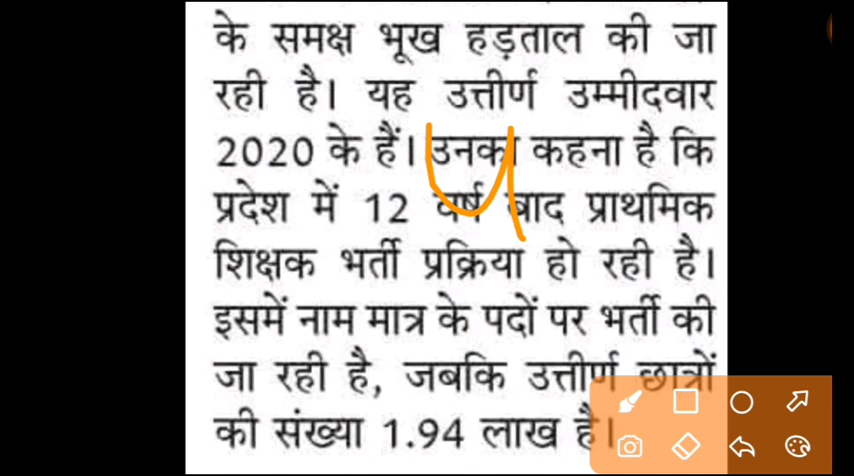 के समक्ष भूख हड़ताल की जा
रही है। यह उत्तीर्ण उम्मीदवार
2020 के हैं। उनका कहना है कि
प्रदेश में 12 वर्ष बाद प्राथमिक
शिक्षक भर्ती प्रक्रिया हो रही है।
इसमें नाम मात्र के पदों पर भर्ती की
जा रही है, जबकि उत्तीर्ण छात्रों
की संख्या 1.94 लाख है।